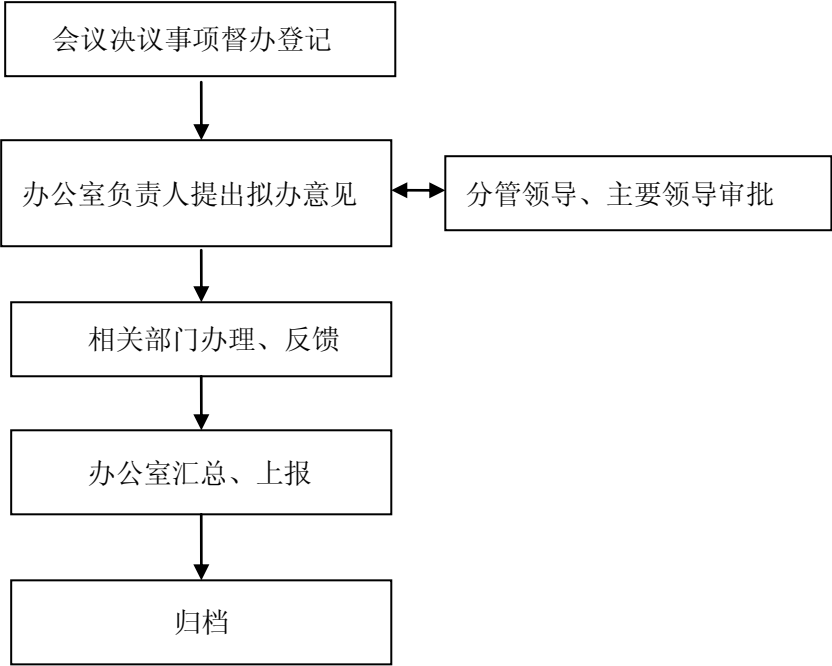 会议决议事项督办登记
办公室负责人提出拟办意见
分管领导、主要领导审批
相关部门办理、反馈
办公室汇总、上报
归档